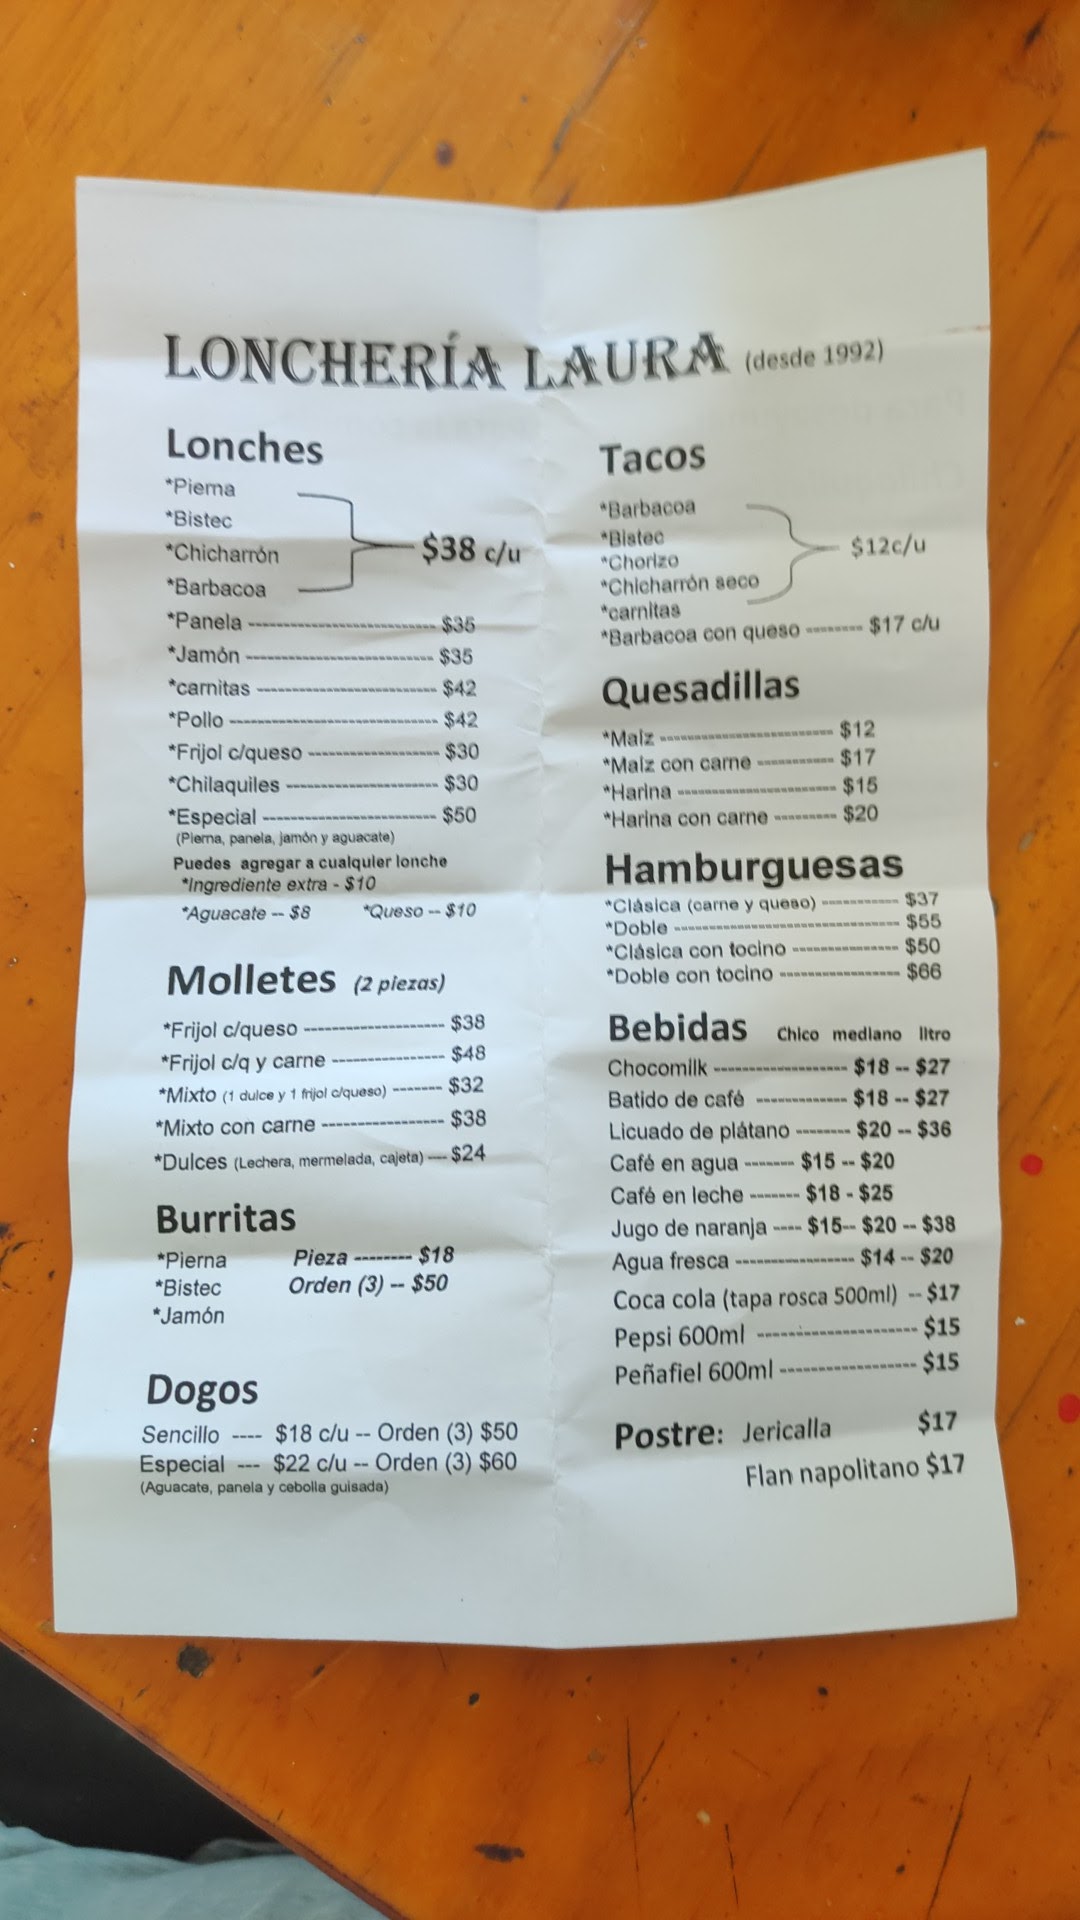 LONCHERÍA LAURA (desde 1992)
Lonches
*Pierna
*Bistec
*Chicharrón
*Barbacoa
$38 c/u
*Panela ---------------------------- $35
*Jamón ---------------------------- $35
*carnitas --------------------------- $42
*Pollo ------------------------------- $42
*Frijol c/queso ------------------- $30
*Chilaquiles ---------------------- $30
*Especial -------------------------- $50
(Pierna, panela, jamón y aguacate)
Puedes agregar a cualquier lonche
*Ingrediente extra - $10
*Aguacate -- $8 *Queso -- $10
Molletes (2 piezas)
*Frijol c/queso --------------------- $38
*Frijol c/q y carne ----------------- $48
*Mixto (1 dulce y 1 frijol c/queso) ------- $32
*Mixto con carne ------------------ $38
*Dulces (Lechera, mermelada, cajeta) --- $24
Burritas
*Pierna Pieza -------- $18
*Bistec Orden (3) -- $50
*Jamón
Dogos
Sencillo ---- $18 c/u -- Orden (3) $50
Especial --- $22 c/u -- Orden (3) $60
(Aguacate, panela y cebolla guisada)
Tacos
*Barbacoa
*Bistec
*Chorizo
*Chicharrón seco
*carnitas
$12c/u
*Barbacoa con queso -------- $17 c/u
Quesadillas
*Maíz -------------------------- $12
*Maíz con carne ----------- $17
*Harina ------------------------ $15
*Harina con carne --------- $20
Hamburguesas
*Clásica (carne y queso) ----------- $37
*Doble --------------------------------- $55
*Clásica con tocino --------------- $50
*Doble con tocino ----------------- $66
Bebidas Chico mediano litro
Chocomilk ------------------- $18 -- $27
Batido de café ------------- $18 -- $27
Licuado de plátano -------- $20 -- $36
Café en agua ------- $15 -- $20
Café en leche ------- $18 - $25
Jugo de naranja ---- $15-- $20 -- $38
Agua fresca ----------------- $14 -- $20
Coca cola (tapa rosca 500ml) -- $17
Pepsi 600ml ----------------------- $15
Peñafiel 600ml ------------------- $15
Postre: Jericalla $17
Flan napolitano $17